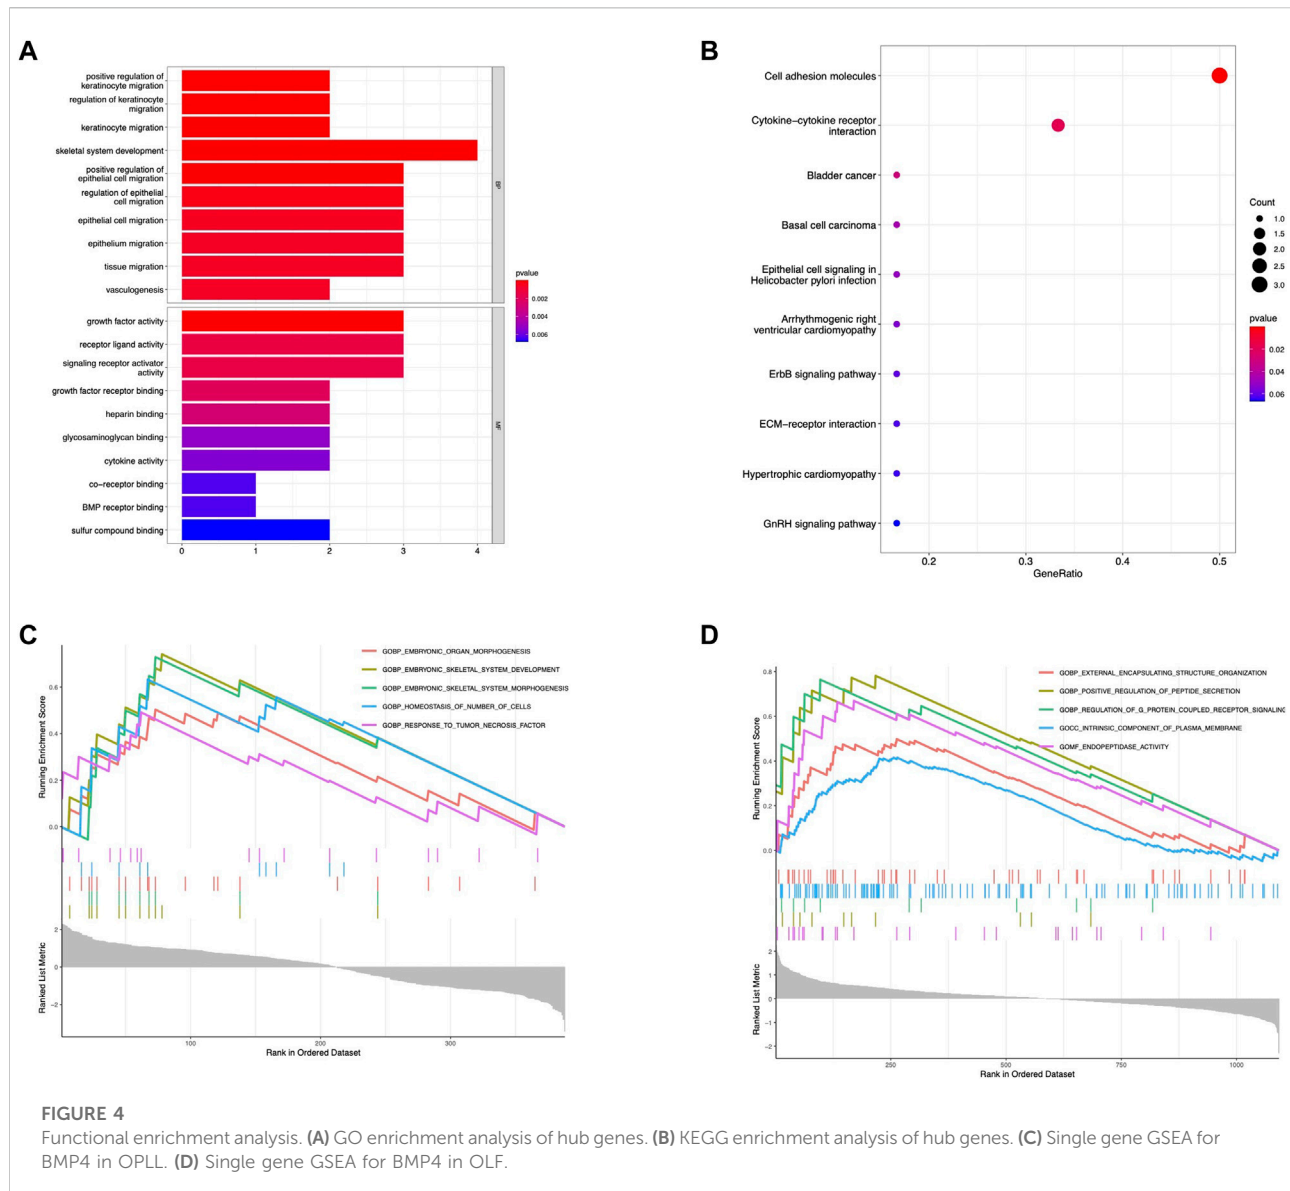 A
positive regulation of
keratinocyte migration
regulation of keratinocyte
migration
keratinocyte migration
skeletal system development
positive regulation of
epithelial cell migration
regulation of epithelial
cell migration
epithelial cell migration
epithelium migration
tissue migration
vasculogenesis
BP
growth factor activity
receptor ligand activity
signaling receptor activator
activity
growth factor receptor binding
heparin binding
glycosaminoglycan binding
cytokine activity
co-receptor binding
BMP receptor binding
sulfur compound binding
MF
0 1 2 3 4
pvalue
0.002
0.004
0.006
B
Cell adhesion molecules
Cytokine-cytokine receptor
interaction
Bladder cancer
Basal cell carcinoma
Epithelial cell signaling in
Helicobacter pylori infection
Arrhythmogenic right
ventricular cardiomyopathy
ErbB signaling pathway
ECM-receptor interaction
Hypertrophic cardiomyopathy
GnRH signaling pathway
0.2 0.3 0.4 0.5
GeneRatio
Count
1.0
1.5
2.0
2.5
3.0
pvalue
0.02
0.04
0.06
C
GOBP_EMBRYONIC_ORGAN_MORPHOGENESIS
GOBP_EMBRYONIC_SKELETAL_SYSTEM_DEVELOPMENT
GOBP_EMBRYONIC_SKELETAL_SYSTEM_MORPHOGENESIS
GOBP_HOMEOSTASIS_OF_NUMBER_OF_CELLS
GOBP_RESPONSE_TO_TUMOR_NECROSIS_FACTOR
Running Enrichment Score
0.6
0.4
0.2
0.0
Ranked List Metric
2
0
-2
100 200 300
Rank in Ordered Dataset
D
GOBP_EXTERNAL_ENCAPSULATING_STRUCTURE_ORGANIZATION
GOBP_POSITIVE_REGULATION_OF_PEPTIDE_SECRETION
GOBP_REGULATION_OF_G_PROTEIN_COUPLED_RECEPTOR_SIGNALING
GOCC_INTRINSIC_COMPONENT_OF_PLASMA_MEMBRANE
GOMF_ENDOPEPTIDASE_ACTIVITY
Running Enrichment Score
0.8
0.6
0.4
0.2
0.0
Ranked List Metric
2
1
0
-1
-2
250 500 750 1000
Rank in Ordered Dataset
FIGURE 4
Functional enrichment analysis. (A) GO enrichment analysis of hub genes. (B) KEGG enrichment analysis of hub genes. (C) Single gene GSEA for
BMP4 in OPLL. (D) Single gene GSEA for BMP4 in OLF.